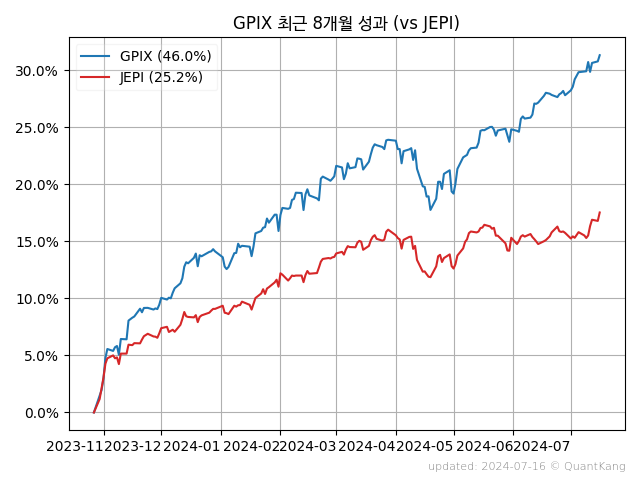 GPIX 최근 8개월 성과 (vs JEPI)
GPIX (46.0%)
JEPI (25.2%)
30.0%
25.0%
20.0%
15.0%
10.0%
5.0%
0.0%
2023-11 2023-12 2024-01 2024-02 2024-03 2024-04 2024-05 2024-06 2024-07
updated: 2024-07-16 © QuantKang